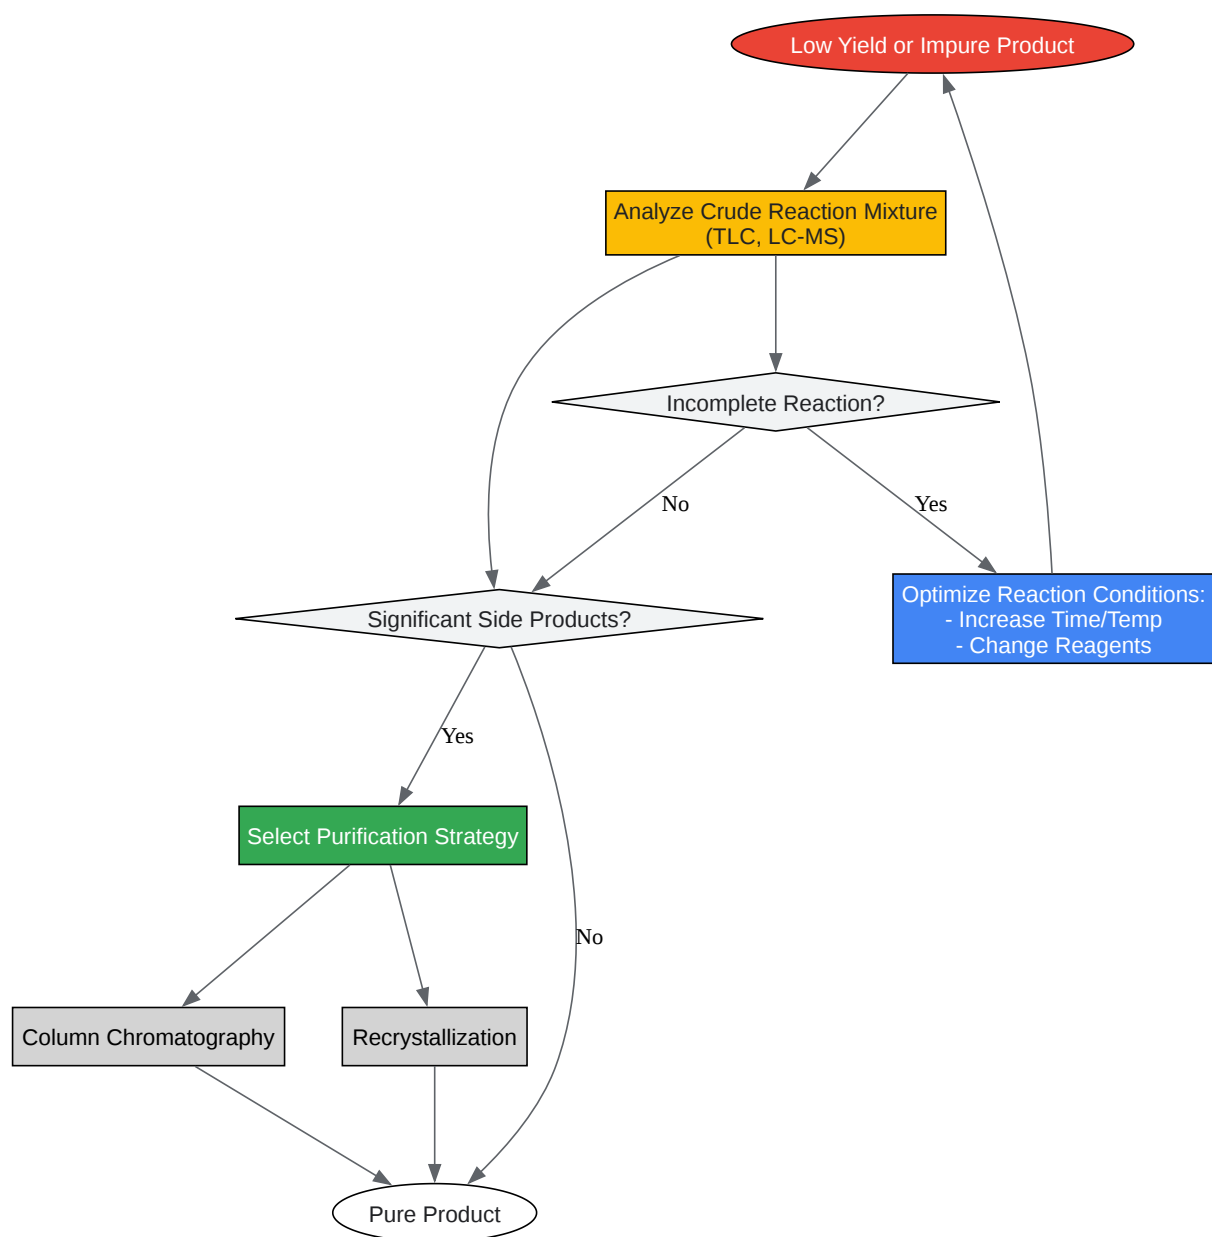 Low Yield or Impure Product
Analyze Crude Reaction Mixture
(TLC, LC-MS)
Incomplete Reaction?
No
Yes
Optimize Reaction Conditions:
- Increase Time/Temp
- Change Reagents
Significant Side Products?
Yes
Select Purification Strategy
No
Column Chromatography
Recrystallization
Pure Product